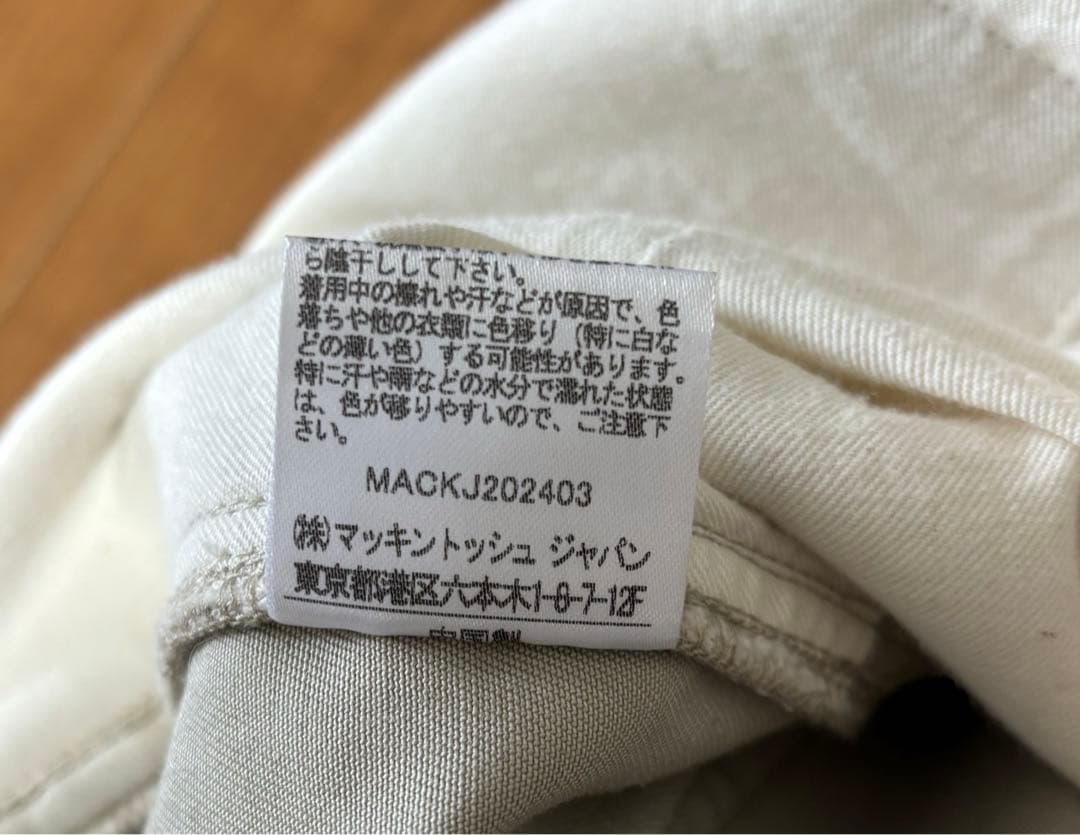 ら陰干しして下さい。
着用中の擦れや汗などが原因で、色
落ちや他の衣類に色移り（特に白な
どの薄い色）する可能性があります。
特に汗や雨などの水分で濡れた状態
は、色が移りやすいので、ご注意下
さい。
MACKJ202403
(株)マッキントッシュ ジャパン
東京都港区六本木1-8-7-12F
中国製